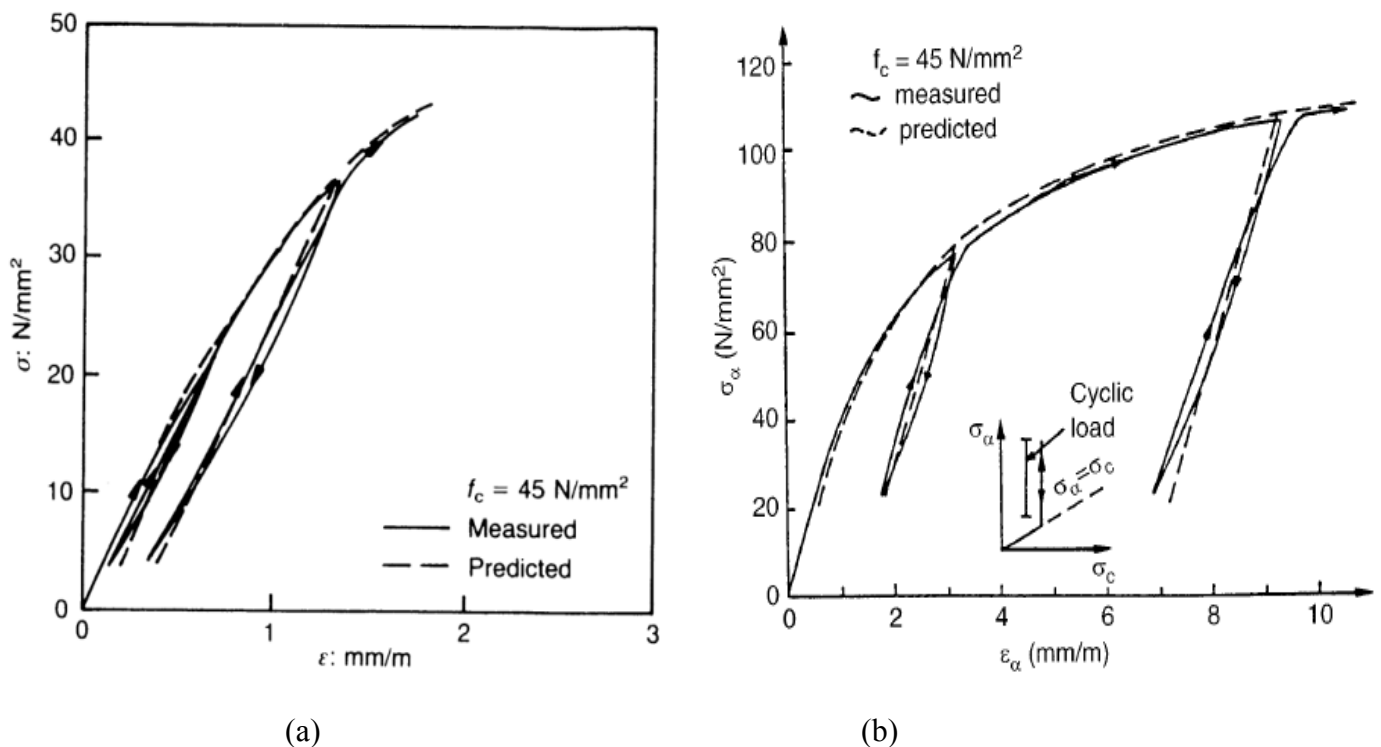 50
40
30
20
10
0
σ: N/mm²
0
1
2
3
ε: mm/m
f_c = 45 N/mm²
Measured
Predicted
(a)
120
100
80
60
40
20
0
σ_α (N/mm²)
0
2
4
6
8
10
ε_α (mm/m)
f_c = 45 N/mm²
measured
predicted
Cyclic
load
σ_α
σ_α=σ_c
σ_c
(b)